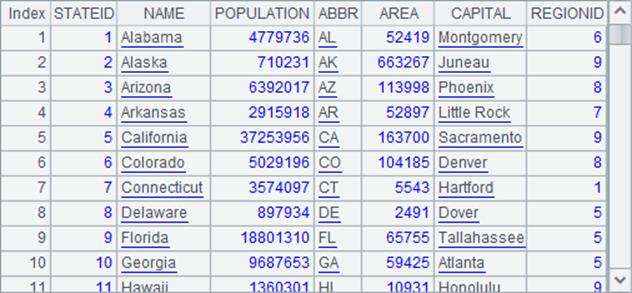 Index STATEID NAME POPULATION ABBR AREA CAPITAL REGIONID
1 1 Alabama 4779736 AL 52419 Montgomery 6
2 2 Alaska 710231 AK 663267 Juneau 9
3 3 Arizona 6392017 AZ 113998 Phoenix 8
4 4 Arkansas 2915918 AR 52897 Little Rock 7
5 5 California 37253956 CA 163700 Sacramento 9
6 6 Colorado 5029196 CO 104185 Denver 8
7 7 Connecticut 3574097 CT 5543 Hartford 1
8 8 Delaware 897934 DE 2491 Dover 5
9 9 Florida 18801310 FL 65755 Tallahassee 5
10 10 Georgia 9687653 GA 59425 Atlanta 5
11 11 Hawaii 1360301 HI 10931 Honolulu 9